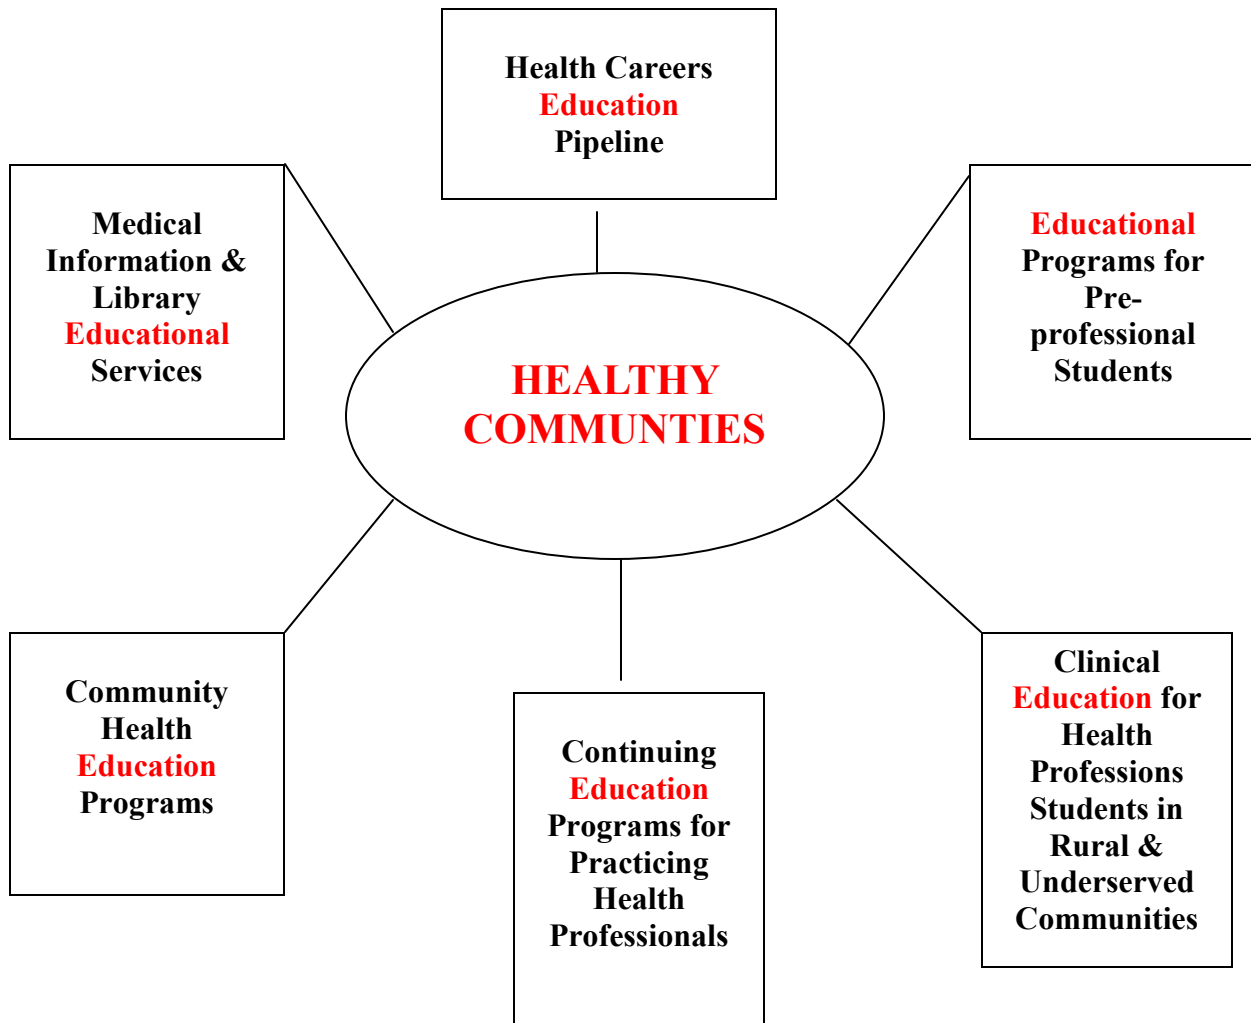 Health Careers
Education
Pipeline
Medical
Information &
Library
Educational
Services
Educational
Programs for
Pre-
professional
Students
HEALTHY
COMMUNTIES
Community
Health
Education
Programs
Continuing
Education
Programs for
Practicing
Health
Professionals
Clinical
Education for
Health
Professions
Students in
Rural &
Underserved
Communities